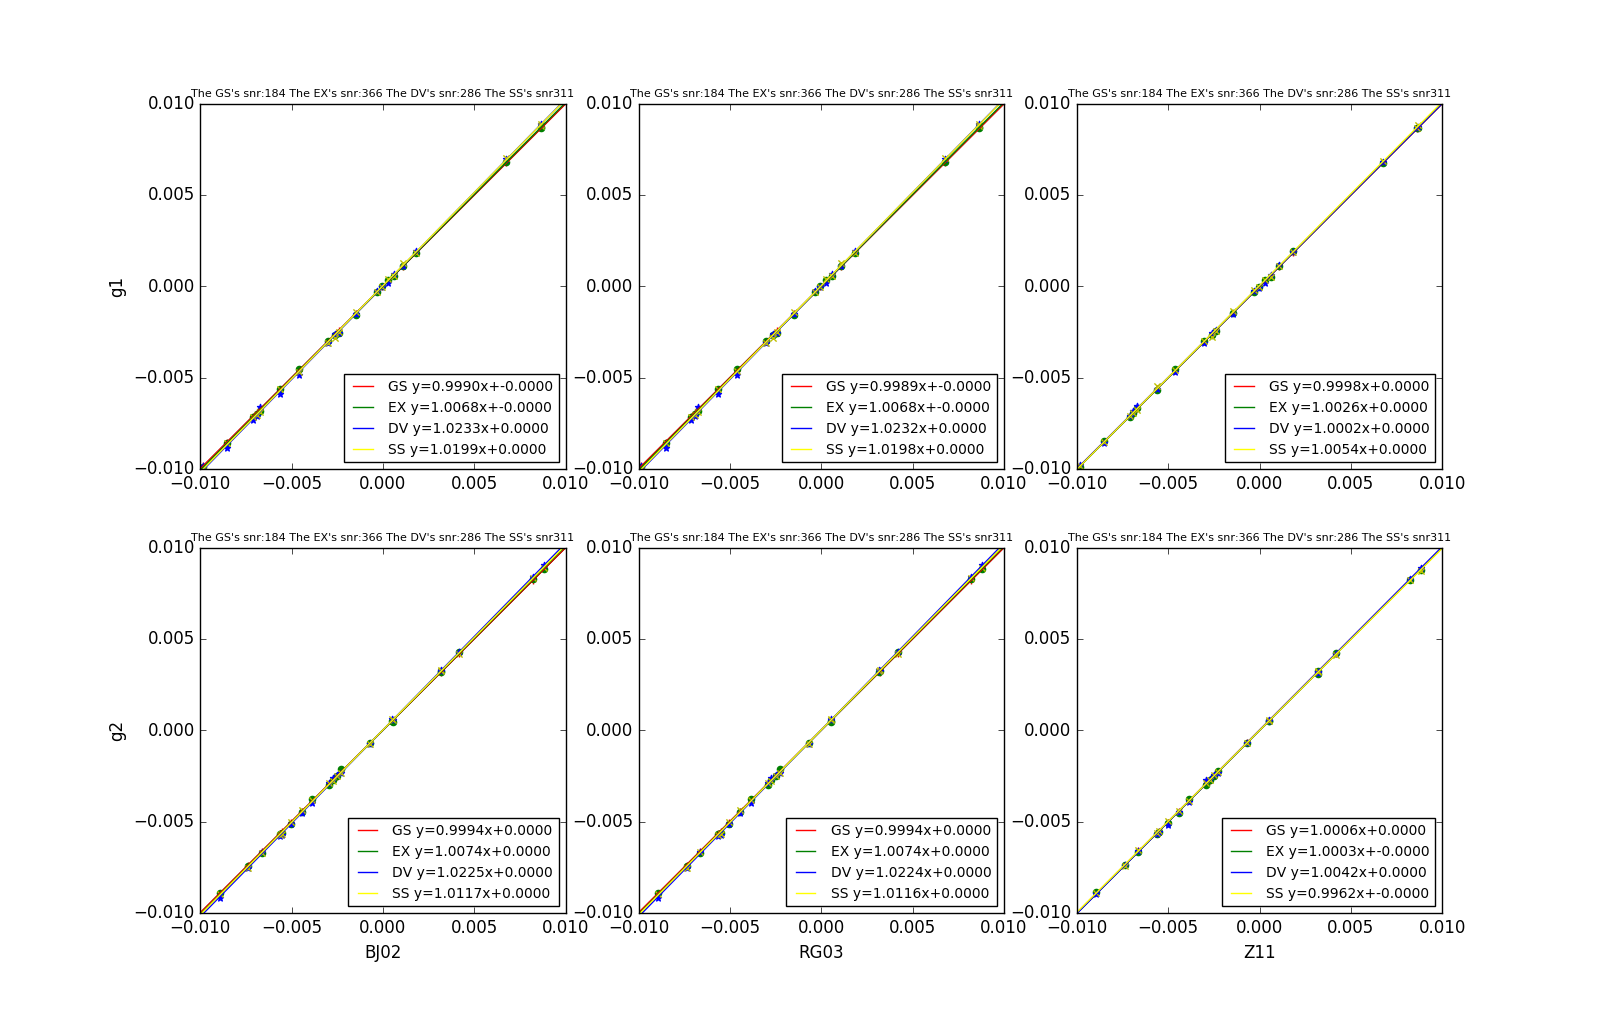 The GS's snr:184 The EX's snr:366 The DV's snr:286 The SS's snr311
0.010
0.005
0.000
−0.005
−0.010
g1
GS y=0.9990x+-0.0000
EX y=1.0068x+-0.0000
DV y=1.0233x+0.0000
SS y=1.0199x+0.0000
−0.010 −0.005 0.000 0.005 0.010
The GS's snr:184 The EX's snr:366 The DV's snr:286 The SS's snr311
0.010
0.005
0.000
−0.005
−0.010
GS y=0.9989x+-0.0000
EX y=1.0068x+-0.0000
DV y=1.0232x+0.0000
SS y=1.0198x+0.0000
−0.010 −0.005 0.000 0.005 0.010
The GS's snr:184 The EX's snr:366 The DV's snr:286 The SS's snr311
0.010
0.005
0.000
−0.005
−0.010
GS y=0.9998x+0.0000
EX y=1.0026x+0.0000
DV y=1.0002x+0.0000
SS y=1.0054x+0.0000
−0.010 −0.005 0.000 0.005 0.010
The GS's snr:184 The EX's snr:366 The DV's snr:286 The SS's snr311
0.010
0.005
0.000
−0.005
−0.010
g2
GS y=0.9994x+0.0000
EX y=1.0074x+0.0000
DV y=1.0225x+0.0000
SS y=1.0117x+0.0000
−0.010 −0.005 0.000 0.005 0.010
BJ02
The GS's snr:184 The EX's snr:366 The DV's snr:286 The SS's snr311
0.010
0.005
0.000
−0.005
−0.010
GS y=0.9994x+0.0000
EX y=1.0074x+0.0000
DV y=1.0224x+0.0000
SS y=1.0116x+0.0000
−0.010 −0.005 0.000 0.005 0.010
RG03
The GS's snr:184 The EX's snr:366 The DV's snr:286 The SS's snr311
0.010
0.005
0.000
−0.005
−0.010
GS y=1.0006x+0.0000
EX y=1.0003x+-0.0000
DV y=1.0042x+0.0000
SS y=0.9962x+-0.0000
−0.010 −0.005 0.000 0.005 0.010
Z11